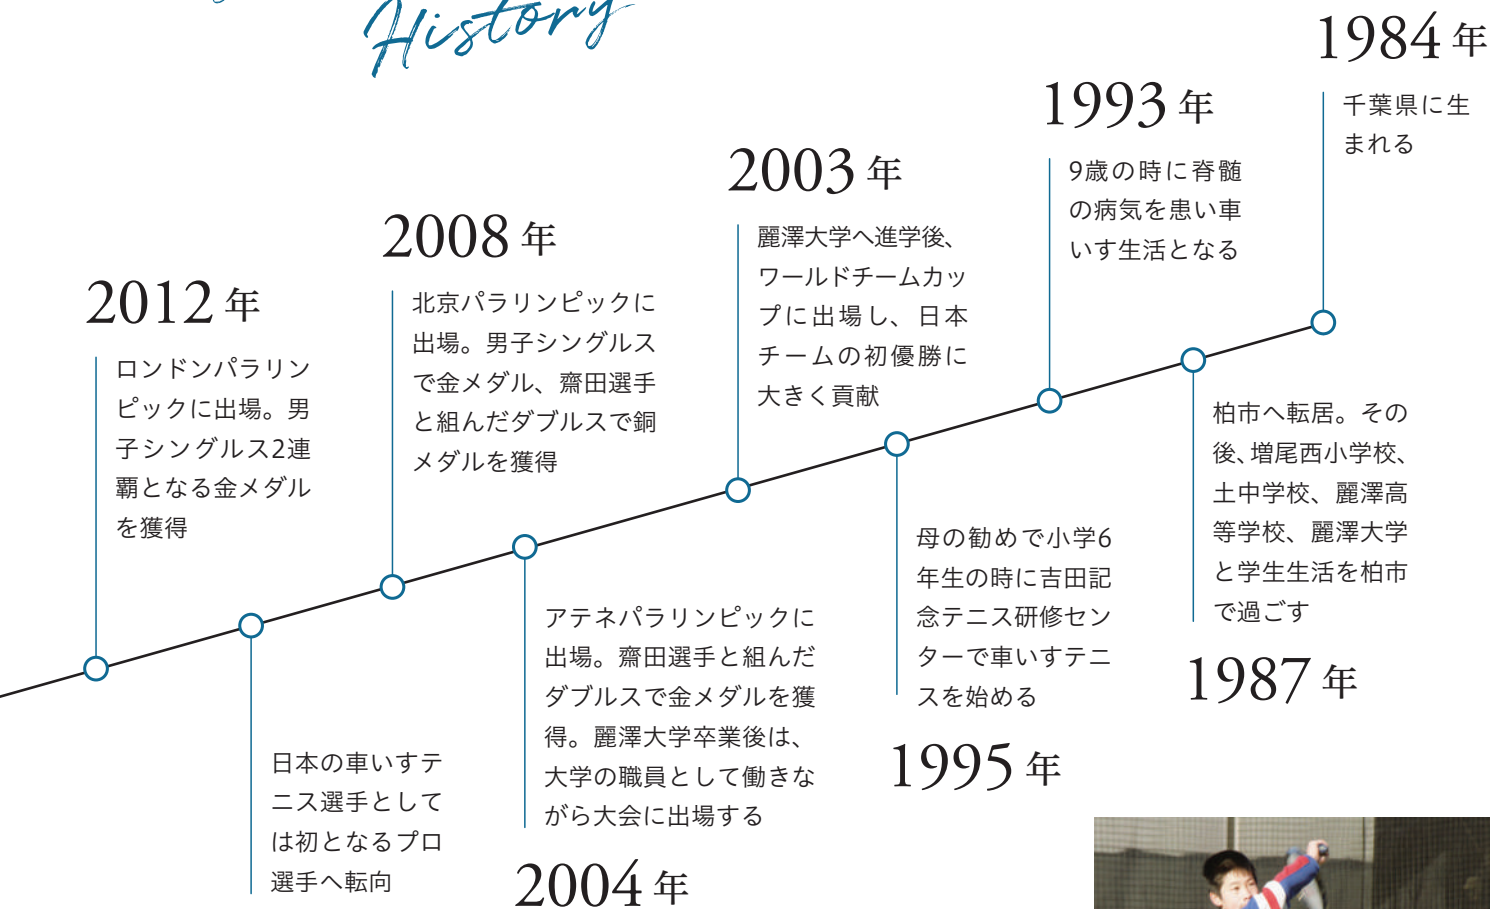 History
1984年
千葉県に生
まれる
柏市へ転居。その
後、増尾西小学校、
土中学校、麗澤高
等学校、麗澤大学
と学生生活を柏市
で過ごす
1987年
1993年
9歳の時に脊髄
の病気を患い車
いす生活となる
母の勧めで小学6
年生の時に吉田記
念テニス研修セン
ターで車いすテニ
スを始める
1995年
2003年
麗澤大学へ進学後、
ワールドチームカッ
プに出場し、日本
チームの初優勝に
大きく貢献
アテネパラリンピックに
出場。齋田選手と組んだ
ダブルスで金メダルを獲
得。麗澤大学卒業後は、
大学の職員として働きな
がら大会に出場する
2004年
2008年
北京パラリンピックに
出場。男子シングルス
で金メダル、齋田選手
と組んだダブルスで銅
メダルを獲得
日本の車いすテ
ニス選手として
は初となるプロ
選手へ転向
2012年
ロンドンパラリン
ピックに出場。男
子シングルス2連
覇となる金メダル
を獲得